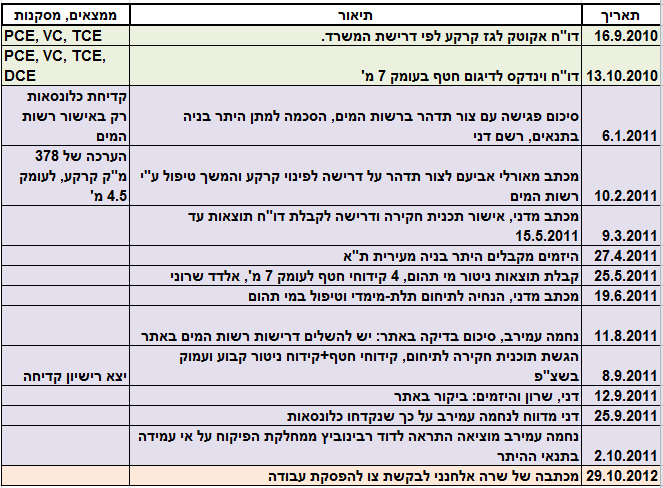 תאריך תיאור ממצאים, מסקנות
16.9.2010 דו"ח אקוטק לגז קרקע לפי דרישת המשרד. PCE, VC, TCE
13.10.2010 דו"ח וינדקס לדיגום חטף בעומק 7 מ' PCE, VC, TCE,
DCE
6.1.2011 סיכום פגישה עם צור תדהר ברשות המים, הסכמה למתן היתר בניה
בתנאים, רשם דני
קדיחת כלונסאות
רק באישור רשות
המים
10.2.2011 מכתב מאורלי אביעם לצור תדהר על דרישה לפינוי קרקע והמשך טיפול ע"י
רשות המים
הערכה של 378
מ"ק קרקע, לעומק
4.5 מ'
9.3.2011 מכתב מדני, אישור תכנית חקירה ודרישה לקבלת דו"ח תוצאות עד
15.5.2011
27.4.2011 היזמים מקבלים היתר בניה מעירית ת"א
25.5.2011 קבלת תוצאות ניטור מי תהום, 4 קידוחי חטף לעומק 7 מ', אלדד שרוני
19.6.2011 מכתב מדני, הנחיה לתיחום תלת-מימדי וטיפול במי תהום
11.8.2011 נחמה עמירב, סיכום בדיקה באתר: יש להשלים דרישות רשות המים באתר
8.9.2011 הגשת תוכנית חקירה לתיחום, קידוחי חטף+קידוח ניטור קבוע ועמוק
בשצ"פ
יצא רישיון קדיחה
12.9.2011 דני, שרון והיזמים: ביקור באתר
25.9.2011 דני מדווח לנחמה עמירב על כך שנקדחו כלונסאות
2.10.2011 נחמה עמירב מוציאה התראה לדוד רבינוביץ ממחלקת הפיקוח על אי עמידה
בתנאי ההיתר
29.10.2012 מכתבה של שרה אלחנני לבקשת צו להפסקת עבודה